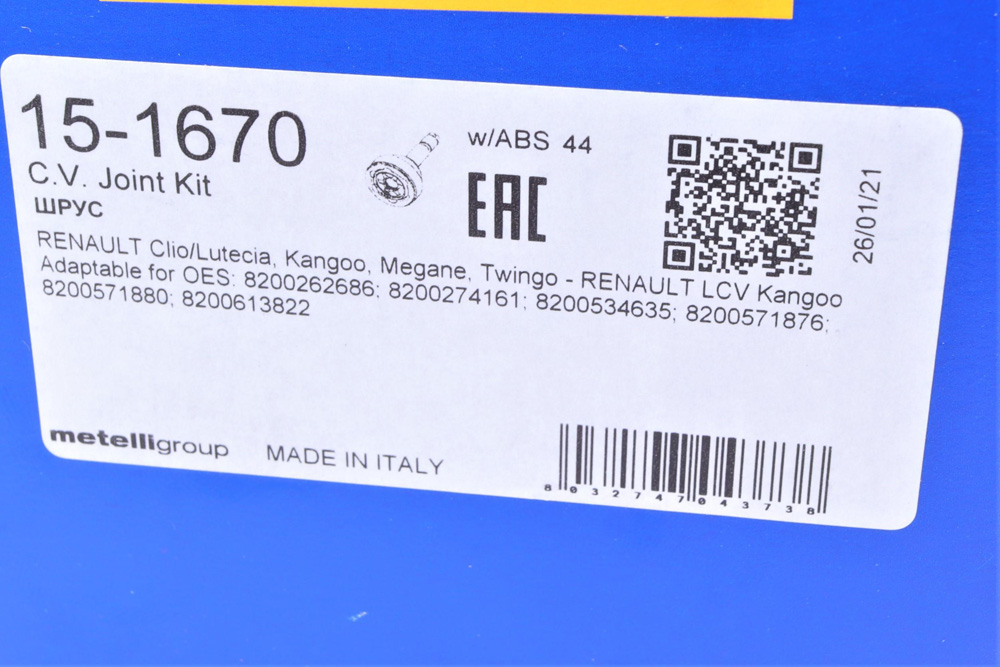 15-1670
C.V. Joint Kit
ШРУС
w/ABS 44
EAC
26/01/21
RENAULT Clio/Lutecia, Kangoo, Megane, Twingo - RENAULT LCV Kangoo
Adaptable for OES: 8200262686; 8200274161; 8200534635; 8200571876;
8200571880; 8200613822
metelligroup
MADE IN ITALY
8032747043738